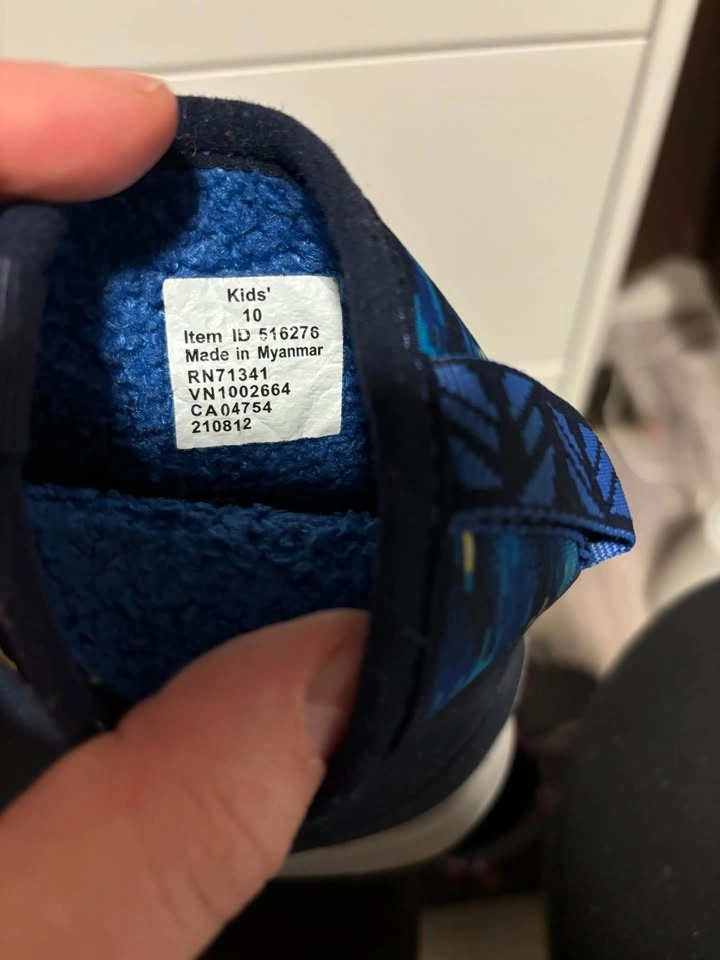 Kids'
10
Item ID 516276
Made in Myanmar
RN71341
VN1002664
CA04754
210812